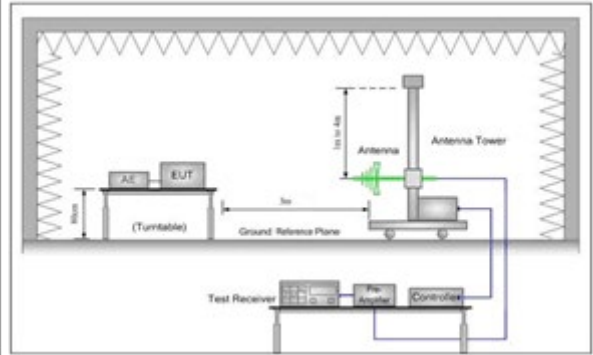 1m to 4m
Antenna Tower
Antenna
AE
EUT
3m
80cm
(Turntable)
Ground Reference Plane
Test Receiver
Pre-
Amplifier
Controller